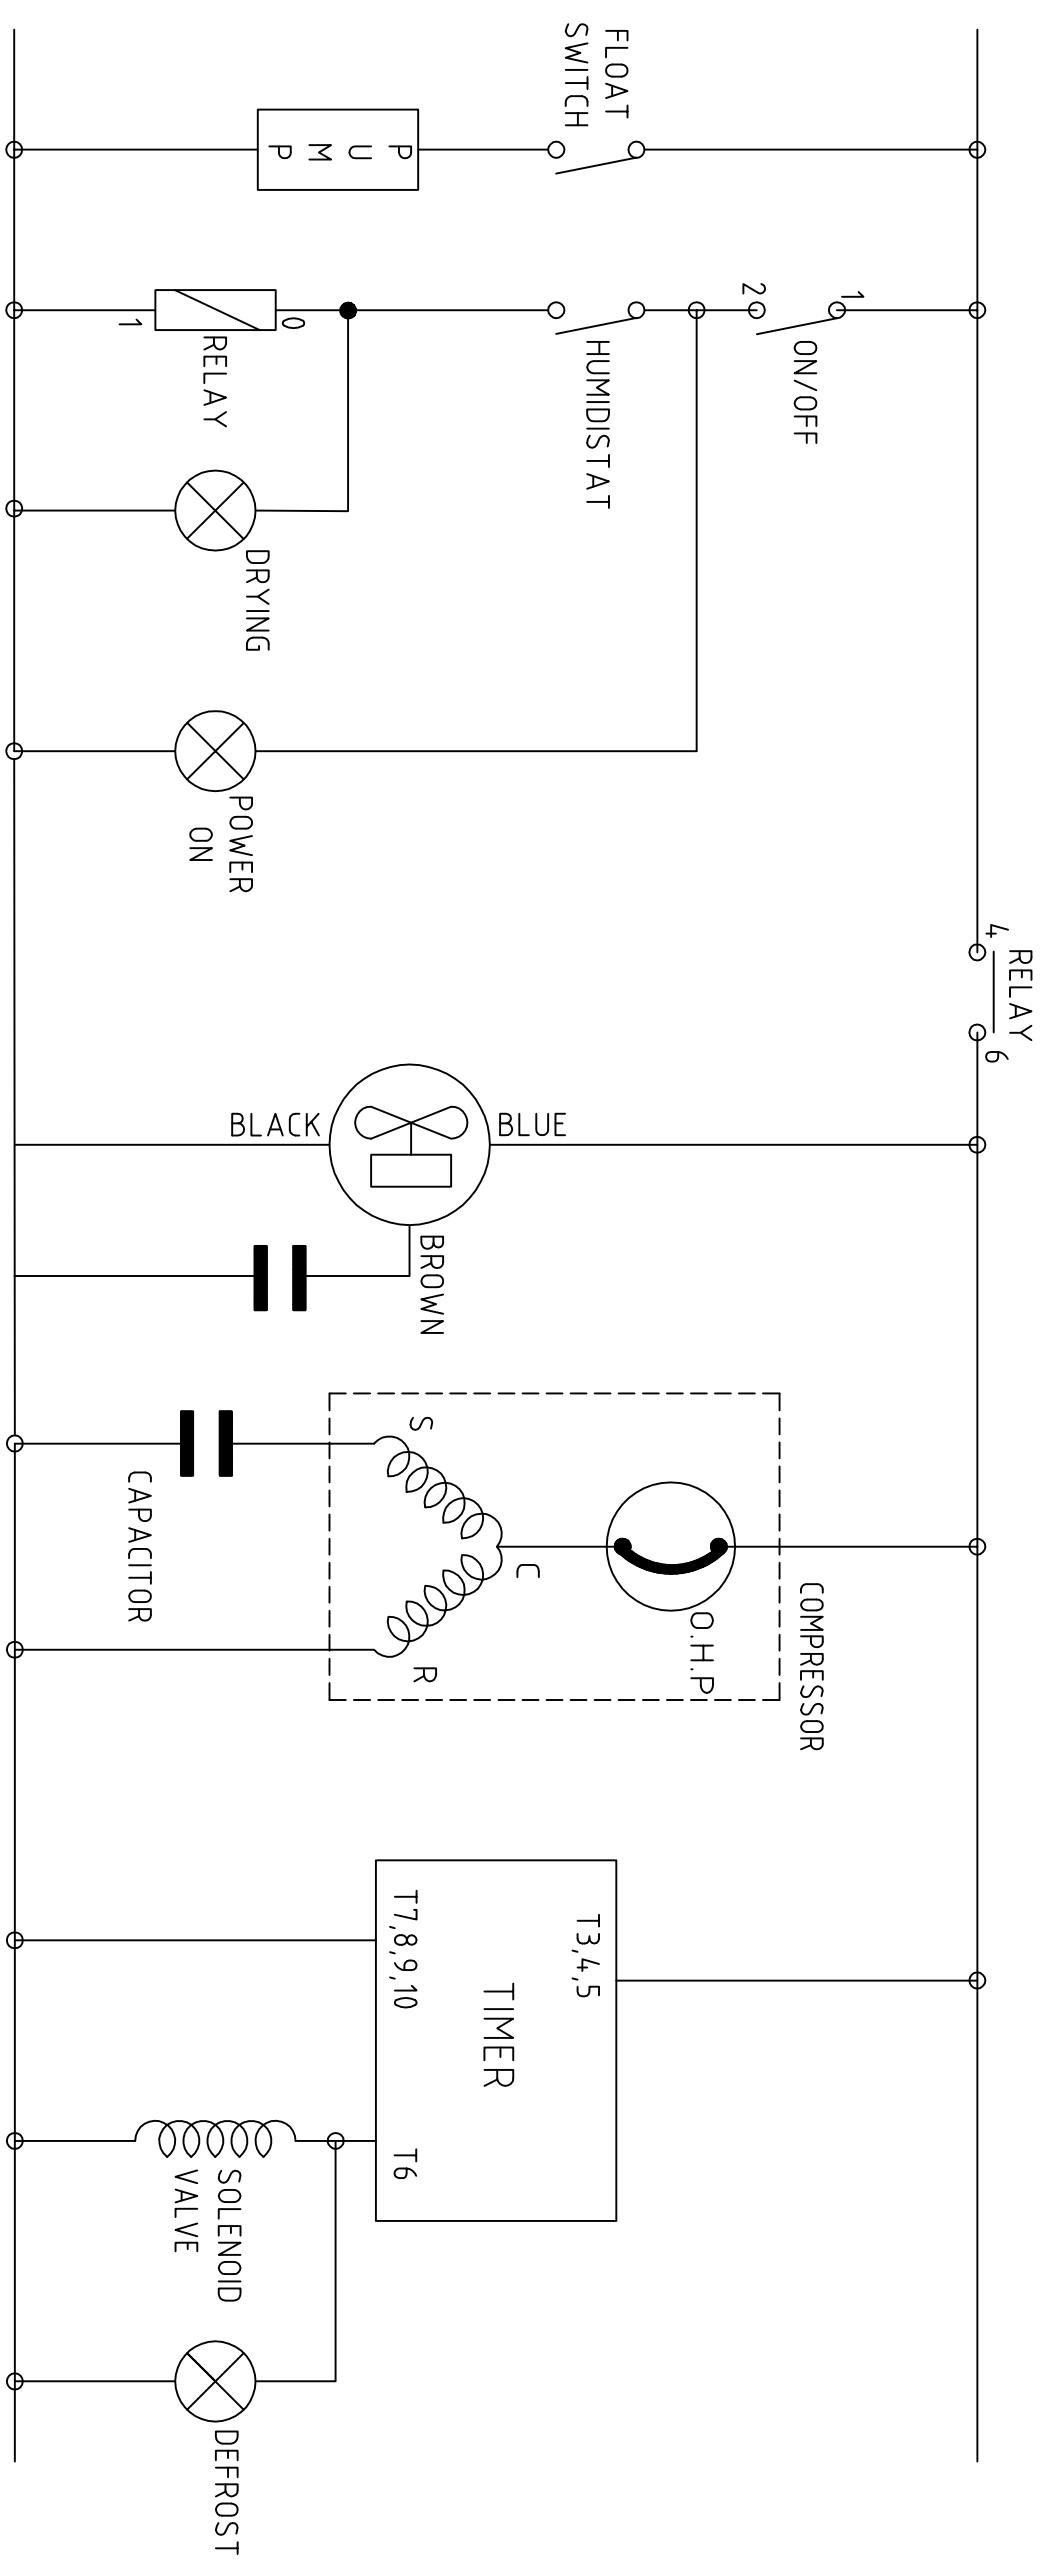 FLOAT
SWITCH
PUMP
1
2
ON/OFF
HUMIDISTAT
0
1
RELAY
DRYING
POWER
ON
RELAY
4
6
BLUE
BLACK
BROWN
COMPRESSOR
O.H.P
C
S
R
CAPACITOR
T3,4,5
TIMER
T7,8,9,10
T6
SOLENOID
VALVE
DEFROST